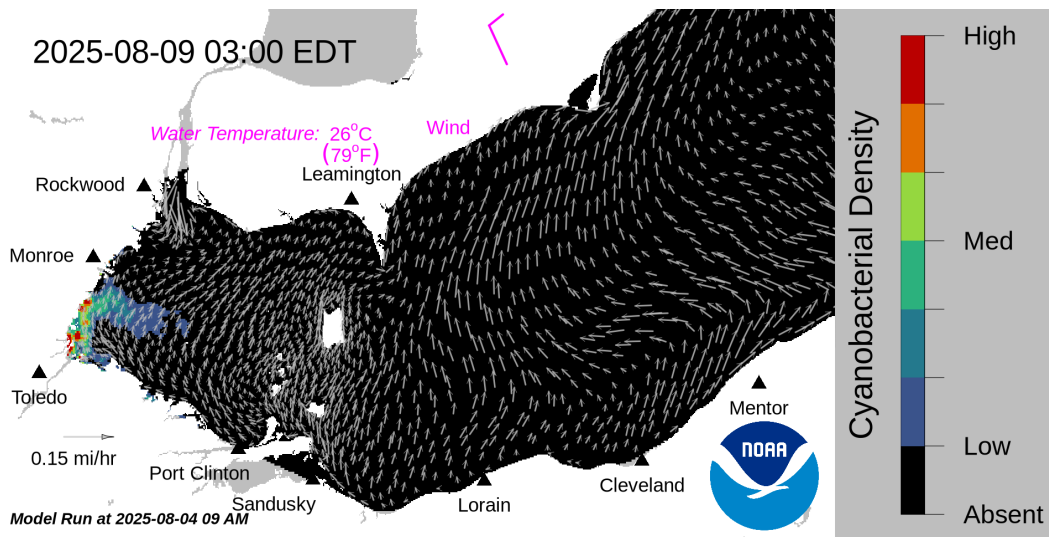 2025-08-09 03:00 EDT
High
Water Temperature: 26°C
Wind
(79°F)
Leamington
Rockwood
Monroe
Med
Cyanobacterial Density
Toledo
Mentor
0.15 mi/hr
Low
NOAA
Port Clinton
Cleveland
Sandusky
Lorain
Model Run at 2025-08-04 09 AM
Absent